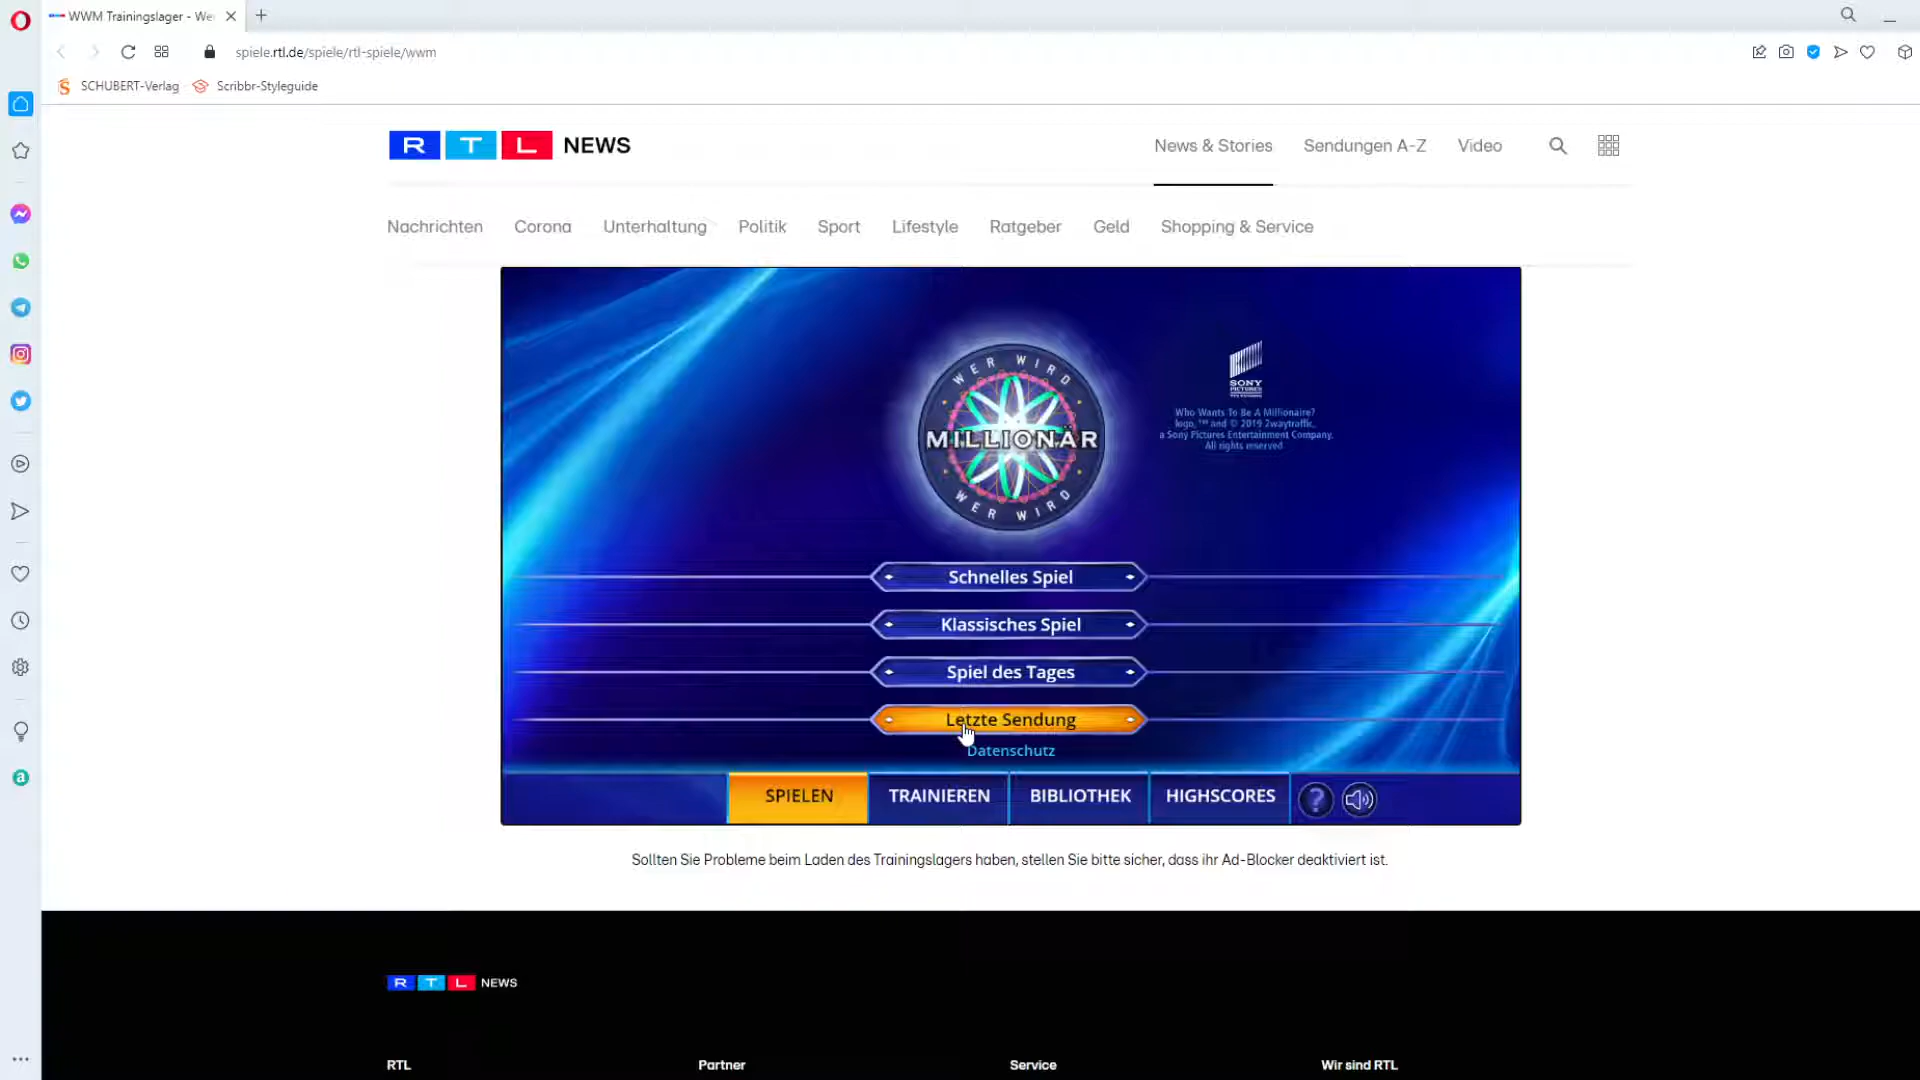 WWM Trainingslager - We
spiele.rtl.de/spiele/rtl-spiele/wwm
SCHUBERT-Verlag
Scribbr-Styleguide
R T L NEWS
News & Stories
Sendungen A-Z
Video
Nachrichten
Corona
Unterhaltung
Politik
Sport
Lifestyle
Ratgeber
Geld
Shopping & Service
WER WIRD
MILLIONÄR
WER WIRD
SONY
PICTURES
Who Wants To Be A Millionaire?
logo, ™ and © 2019 2waytraffic,
a Sony Pictures Entertainment Company.
All rights reserved.
Schnelles Spiel
Klassisches Spiel
Spiel des Tages
Letzte Sendung
Datenschutz
SPIELEN
TRAINIEREN
BIBLIOTHEK
HIGHSCORES
?
Sollten Sie Probleme beim Laden des Trainingslagers haben, stellen Sie bitte sicher, dass ihr Ad-Blocker deaktiviert ist.
R T L NEWS
RTL
Partner
Service
Wir sind RTL